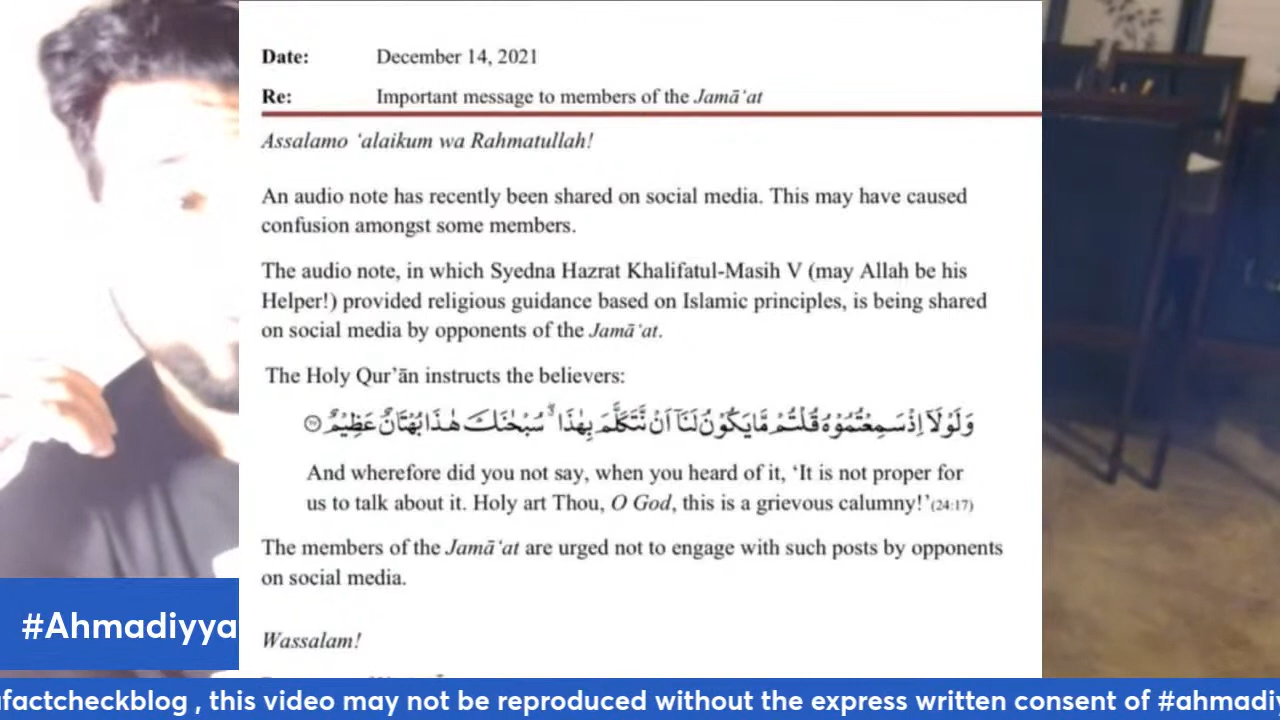 Date: December 14, 2021
Re: Important message to members of the Jamā‘at
Assalamo ‘alaikum wa Rahmatullah!
An audio note has recently been shared on social media. This may have caused
confusion amongst some members.
The audio note, in which Syedna Hazrat Khalifatul-Masih V (may Allah be his
Helper!) provided religious guidance based on Islamic principles, is being shared
on social media by opponents of the Jamā‘at.
The Holy Qur’ān instructs the believers:
وَلَوْلَآ اِذْ سَمِعْتُمُوْهُ قُلْتُمْ مَّا يَكُوْنُ لَنَآ اَنْ نَّتَكَلَّمَ بِهٰذَا ۖ سُبْحٰنَكَ هٰذَا بُهْتَانٌ عَظِيْمٌ ۝
And wherefore did you not say, when you heard of it, ‘It is not proper for
us to talk about it. Holy art Thou, O God, this is a grievous calumny!’(24:17)
The members of the Jamā‘at are urged not to engage with such posts by opponents
on social media.
#Ahmadiyya
Wassalam!
factcheckblog , this video may not be reproduced without the express written consent of #ahmadiy